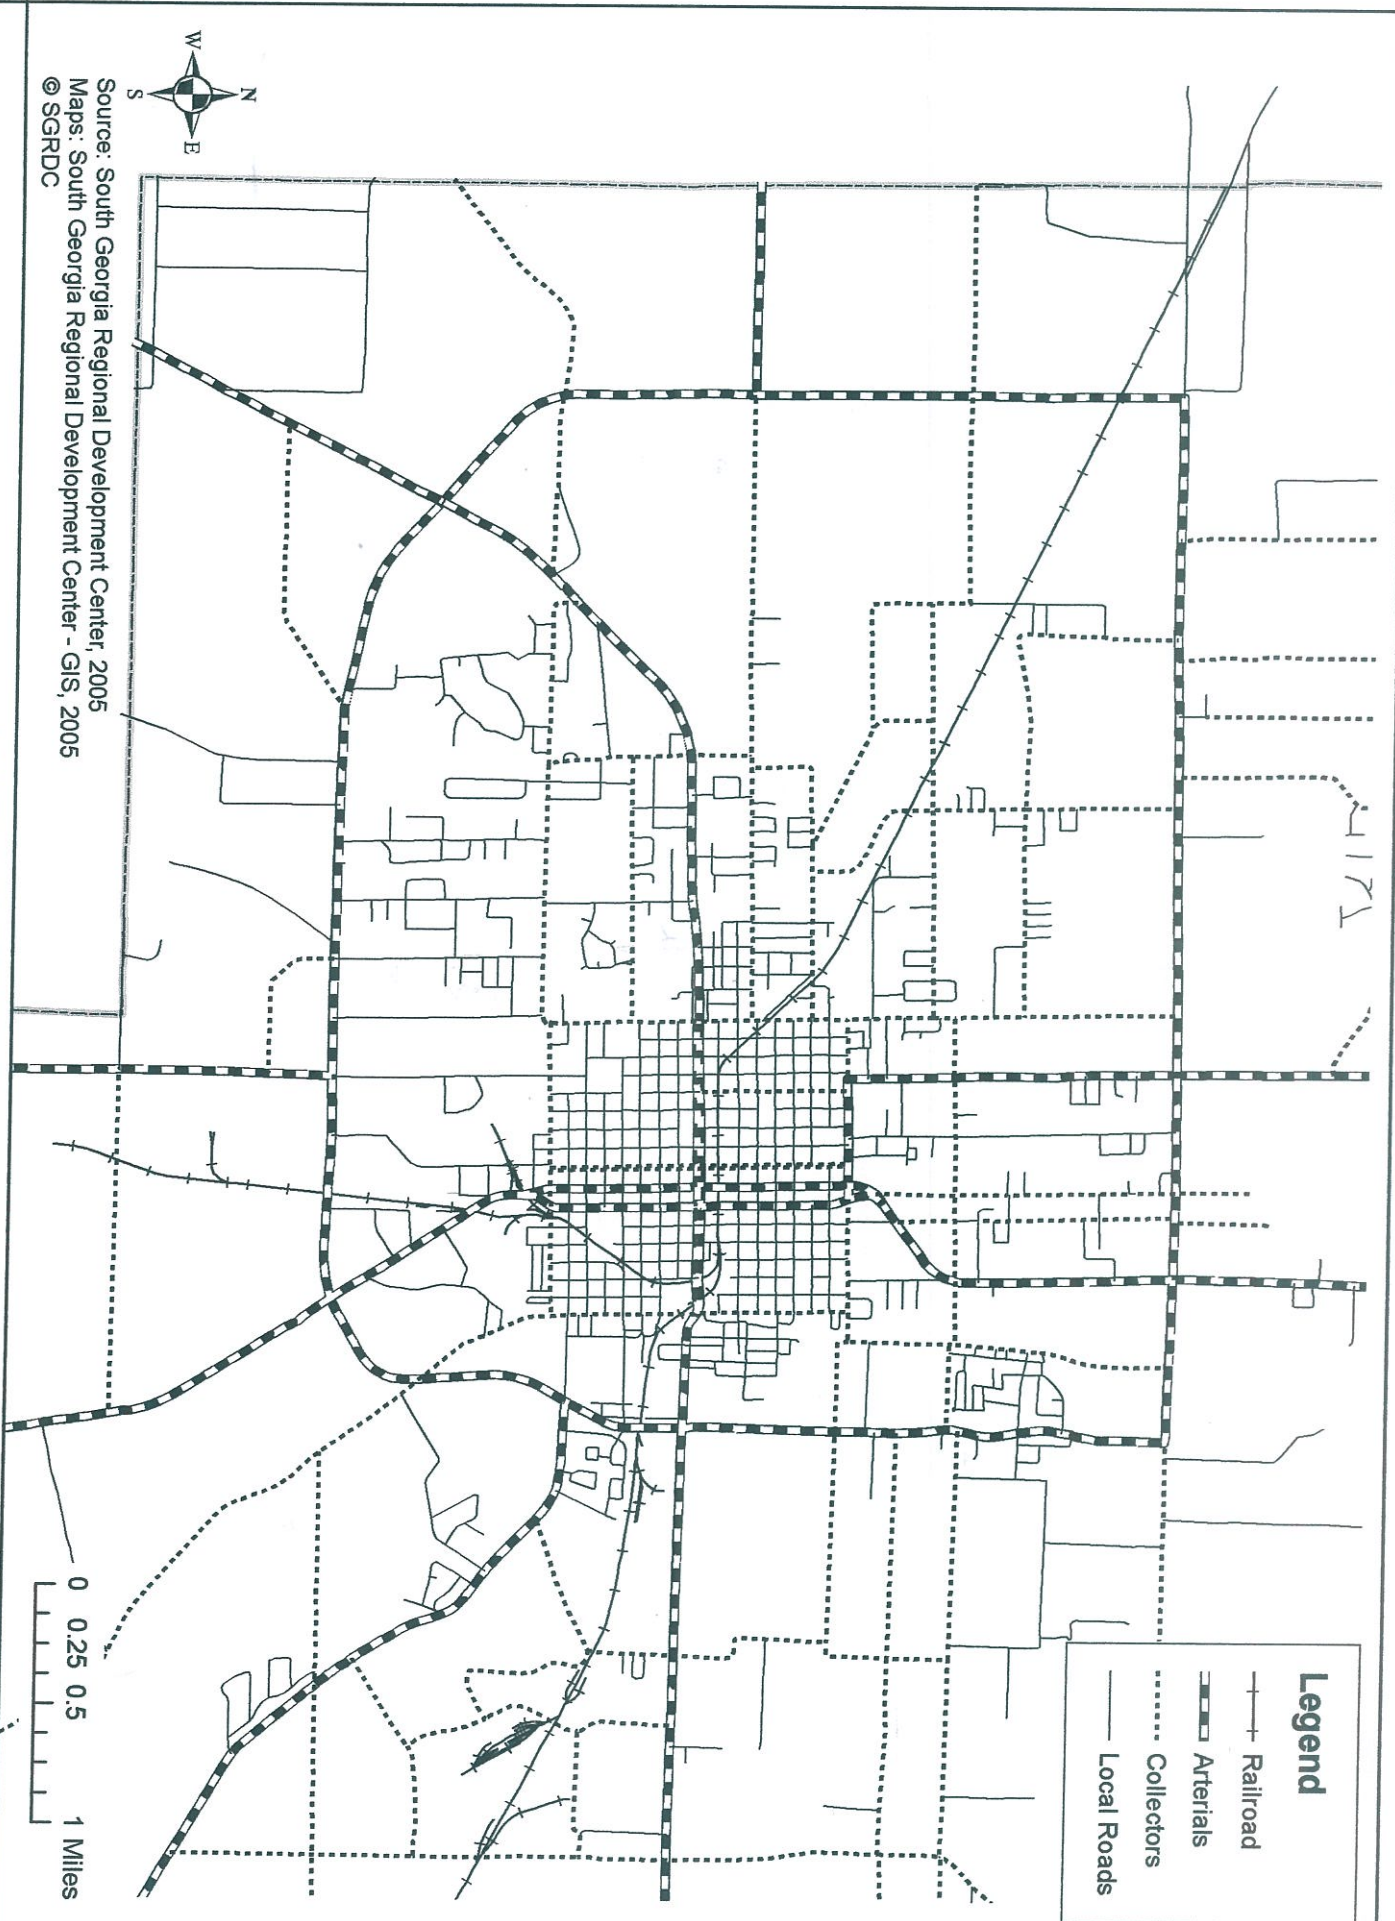 Legend
Railroad
Arterials
Collectors
Local Roads
N
W
E
S
Source: South Georgia Regional Development Center, 2005
Maps: South Georgia Regional Development Center - GIS, 2005
© SGRDC
0 0.25 0.5 1 Miles